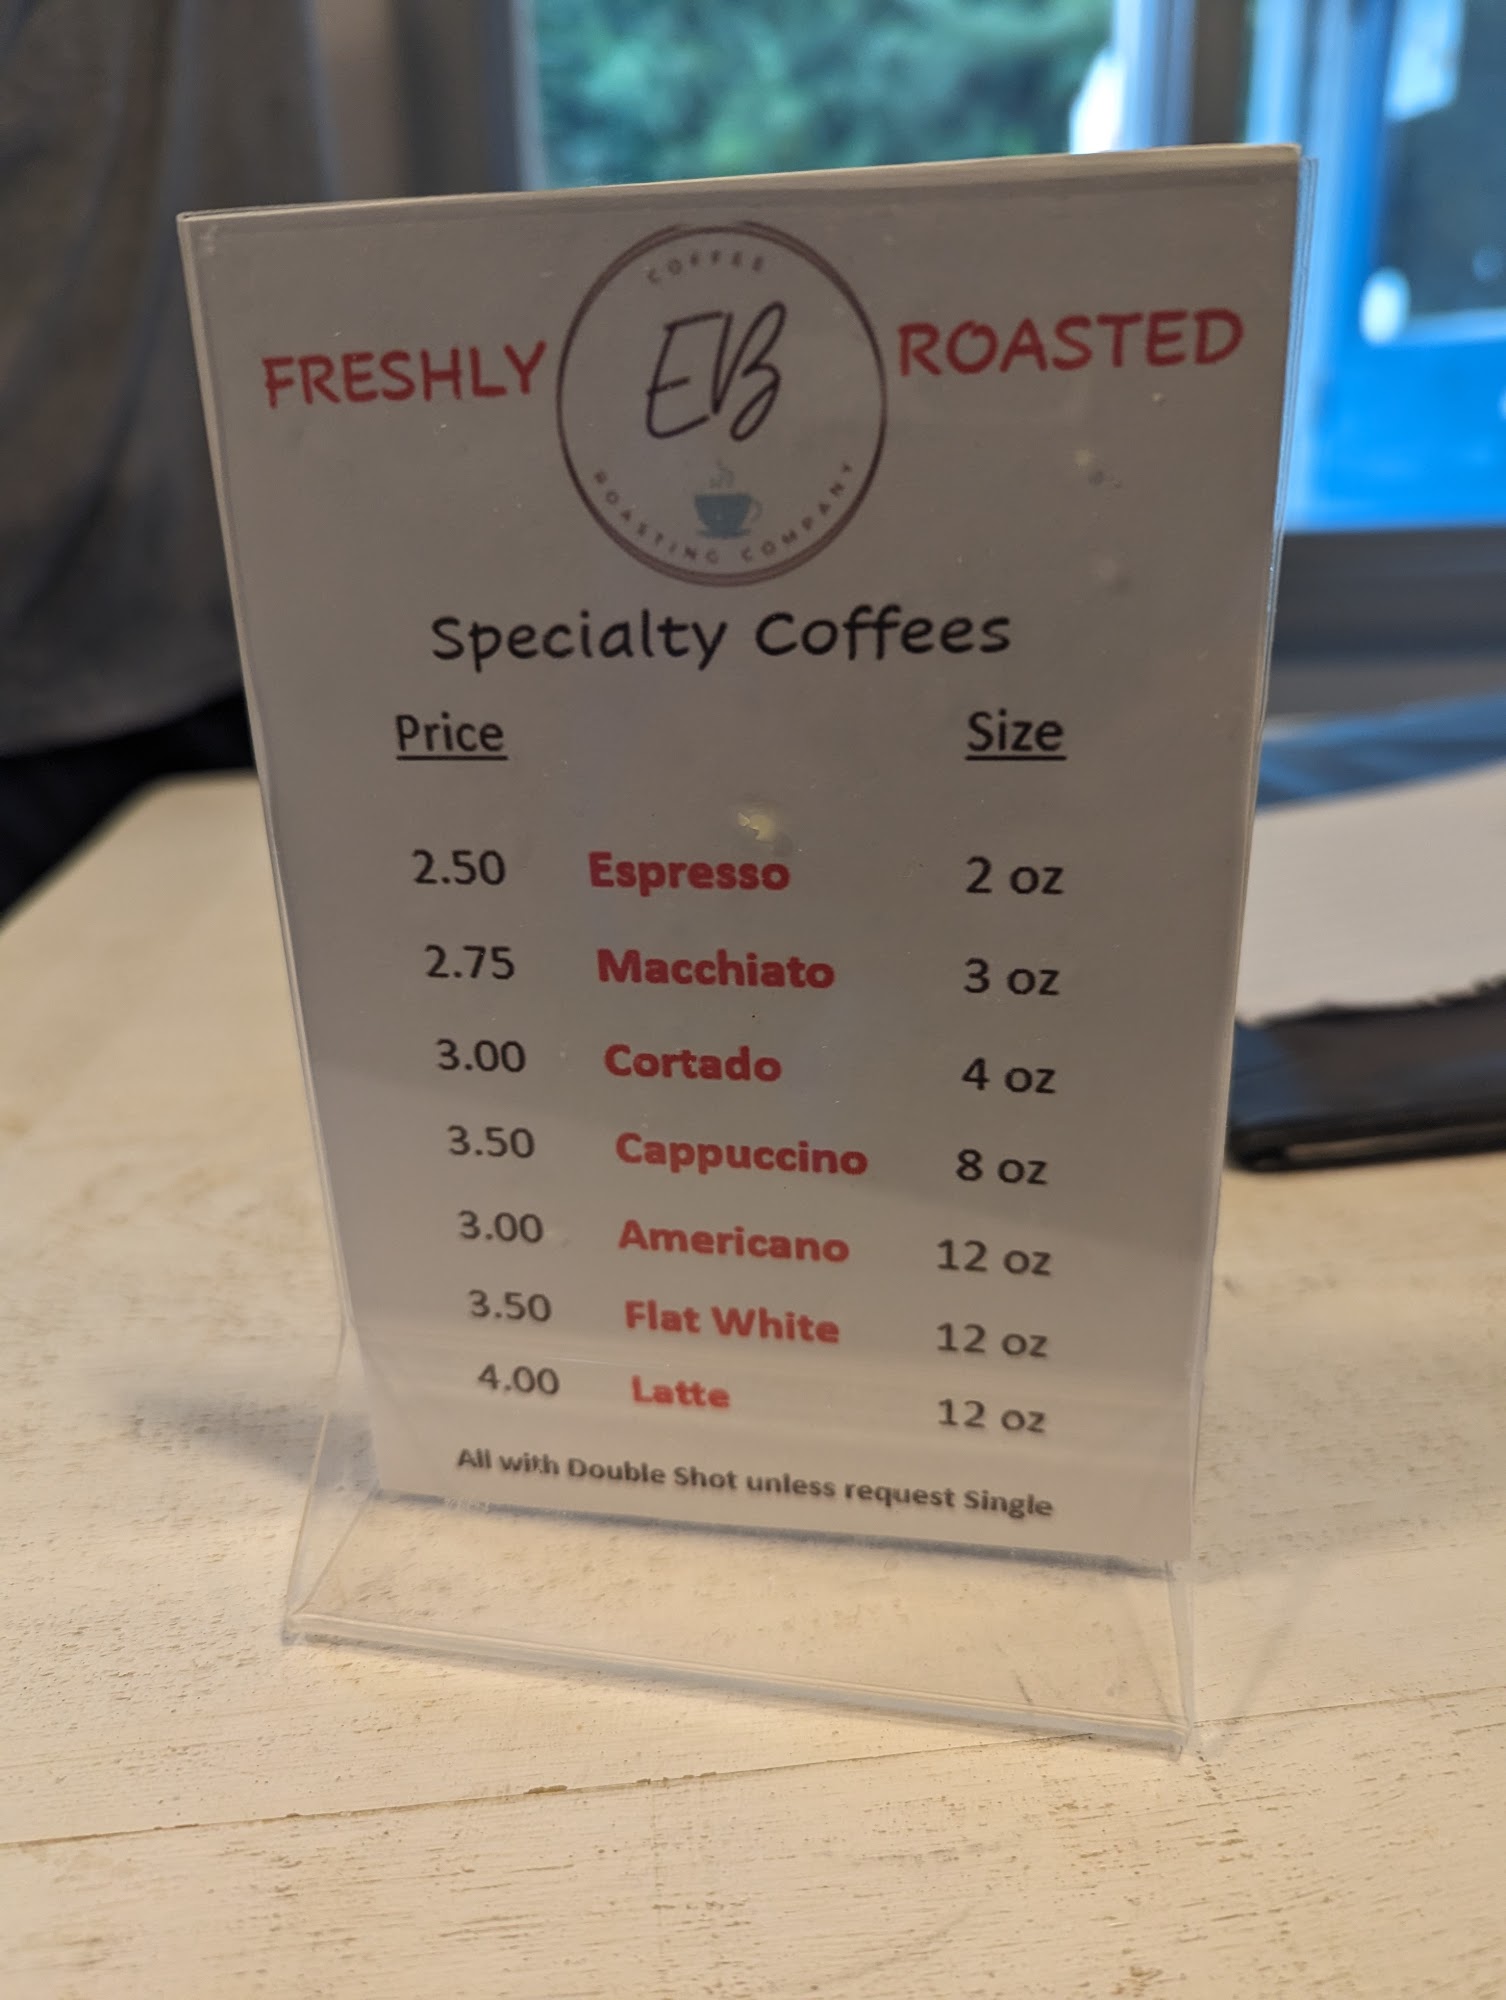 COFFEE
FRESHLY EB ROASTED
ROASTING COMPANY
Specialty Coffees
Price Size
2.50 Espresso 2 oz
2.75 Macchiato 3 oz
3.00 Cortado 4 oz
3.50 Cappuccino 8 oz
3.00 Americano 12 oz
3.50 Flat White 12 oz
4.00 Latte 12 oz
All with Double Shot unless request Single